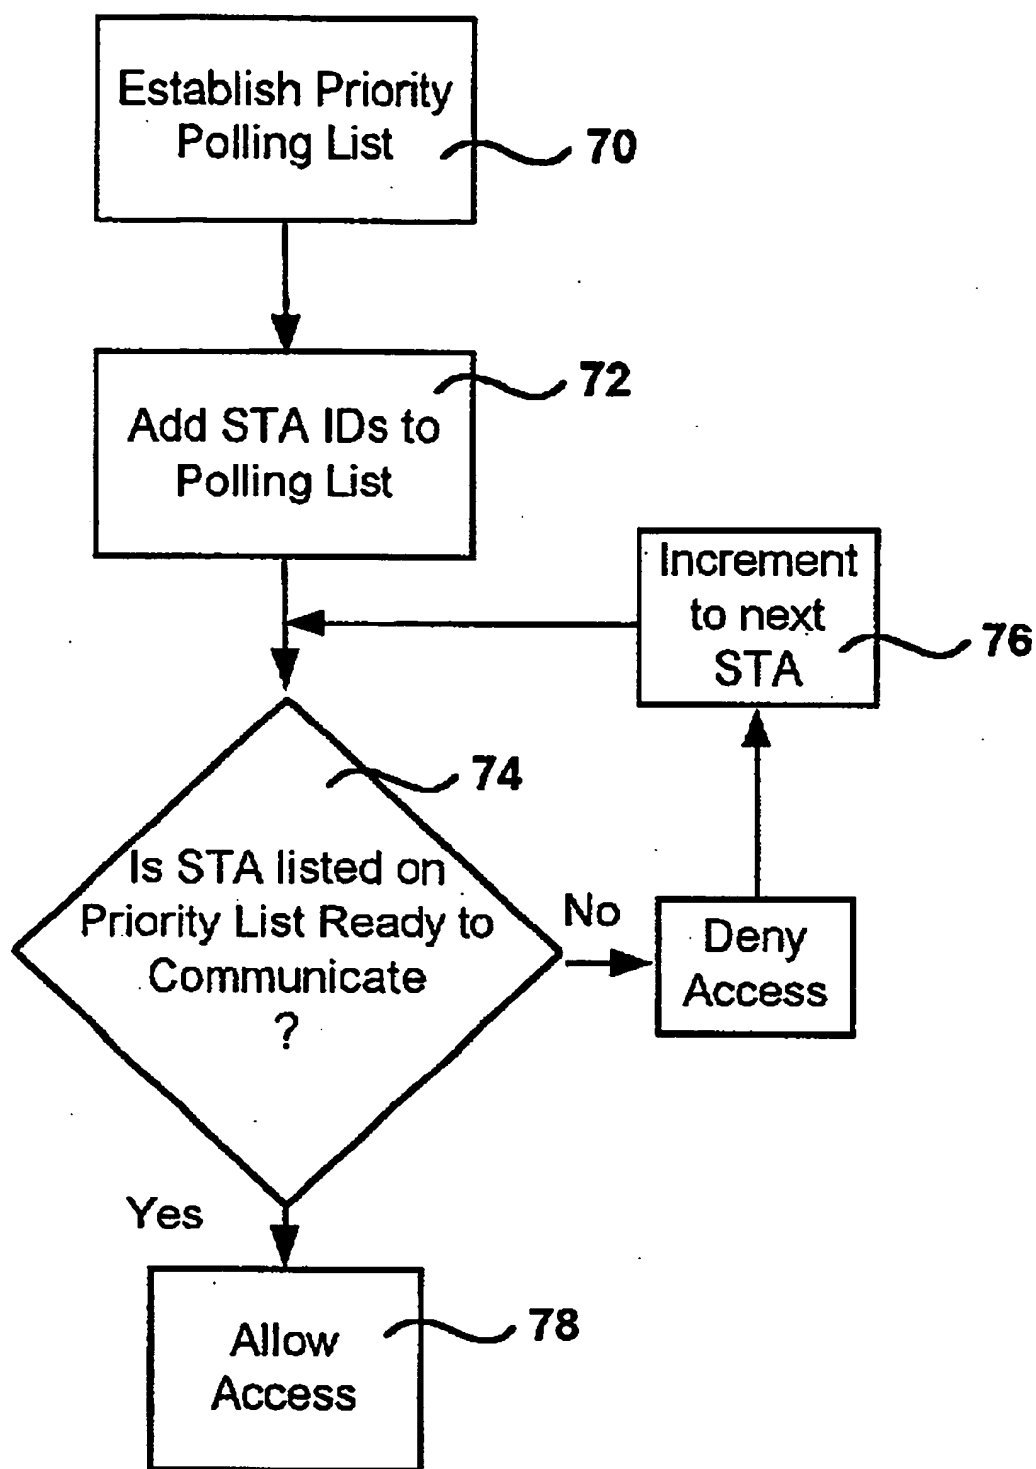 Establish Priority
Polling List
70
Add STA IDs to
Polling List
72
Increment
to next
STA
76
74
Is STA listed on
Priority List Ready to
Communicate
?
No
Deny
Access
Yes
Allow
Access
78